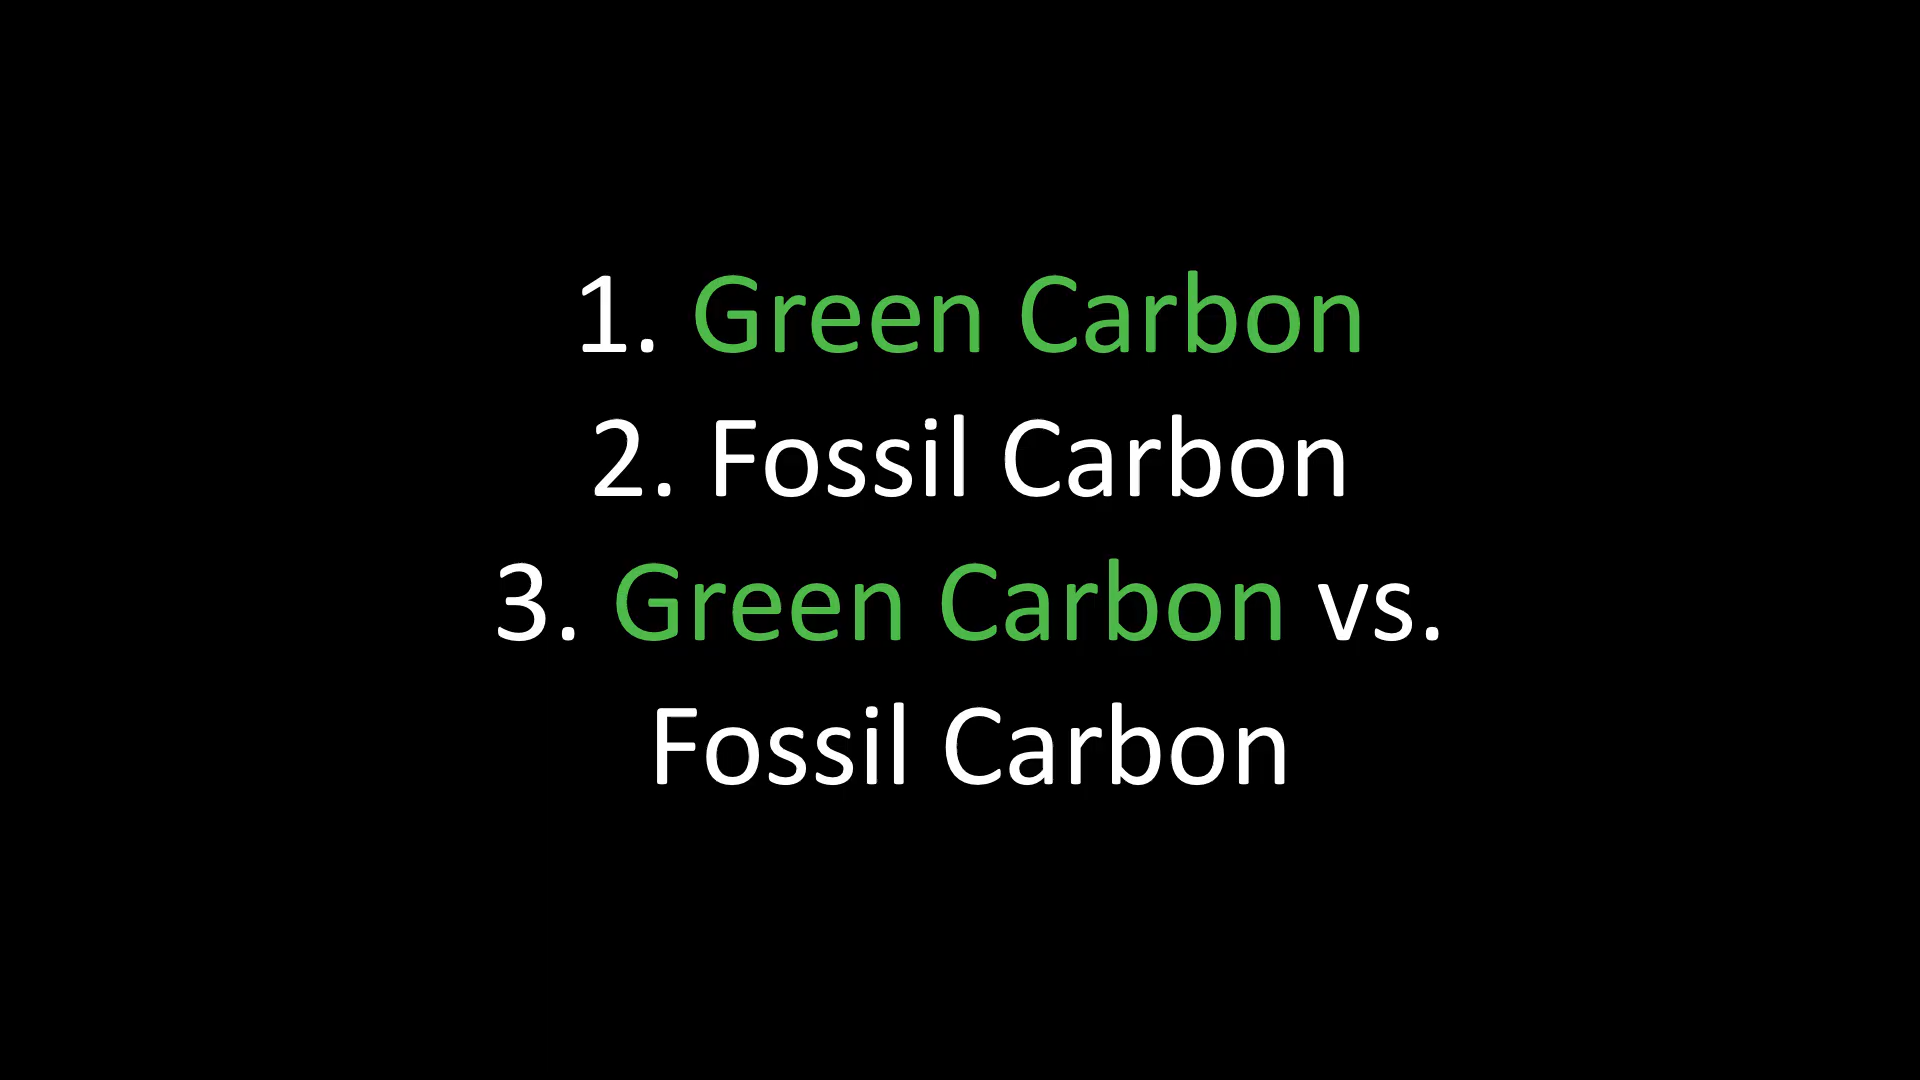 1. Green Carbon
2. Fossil Carbon
3. Green Carbon vs.
Fossil Carbon